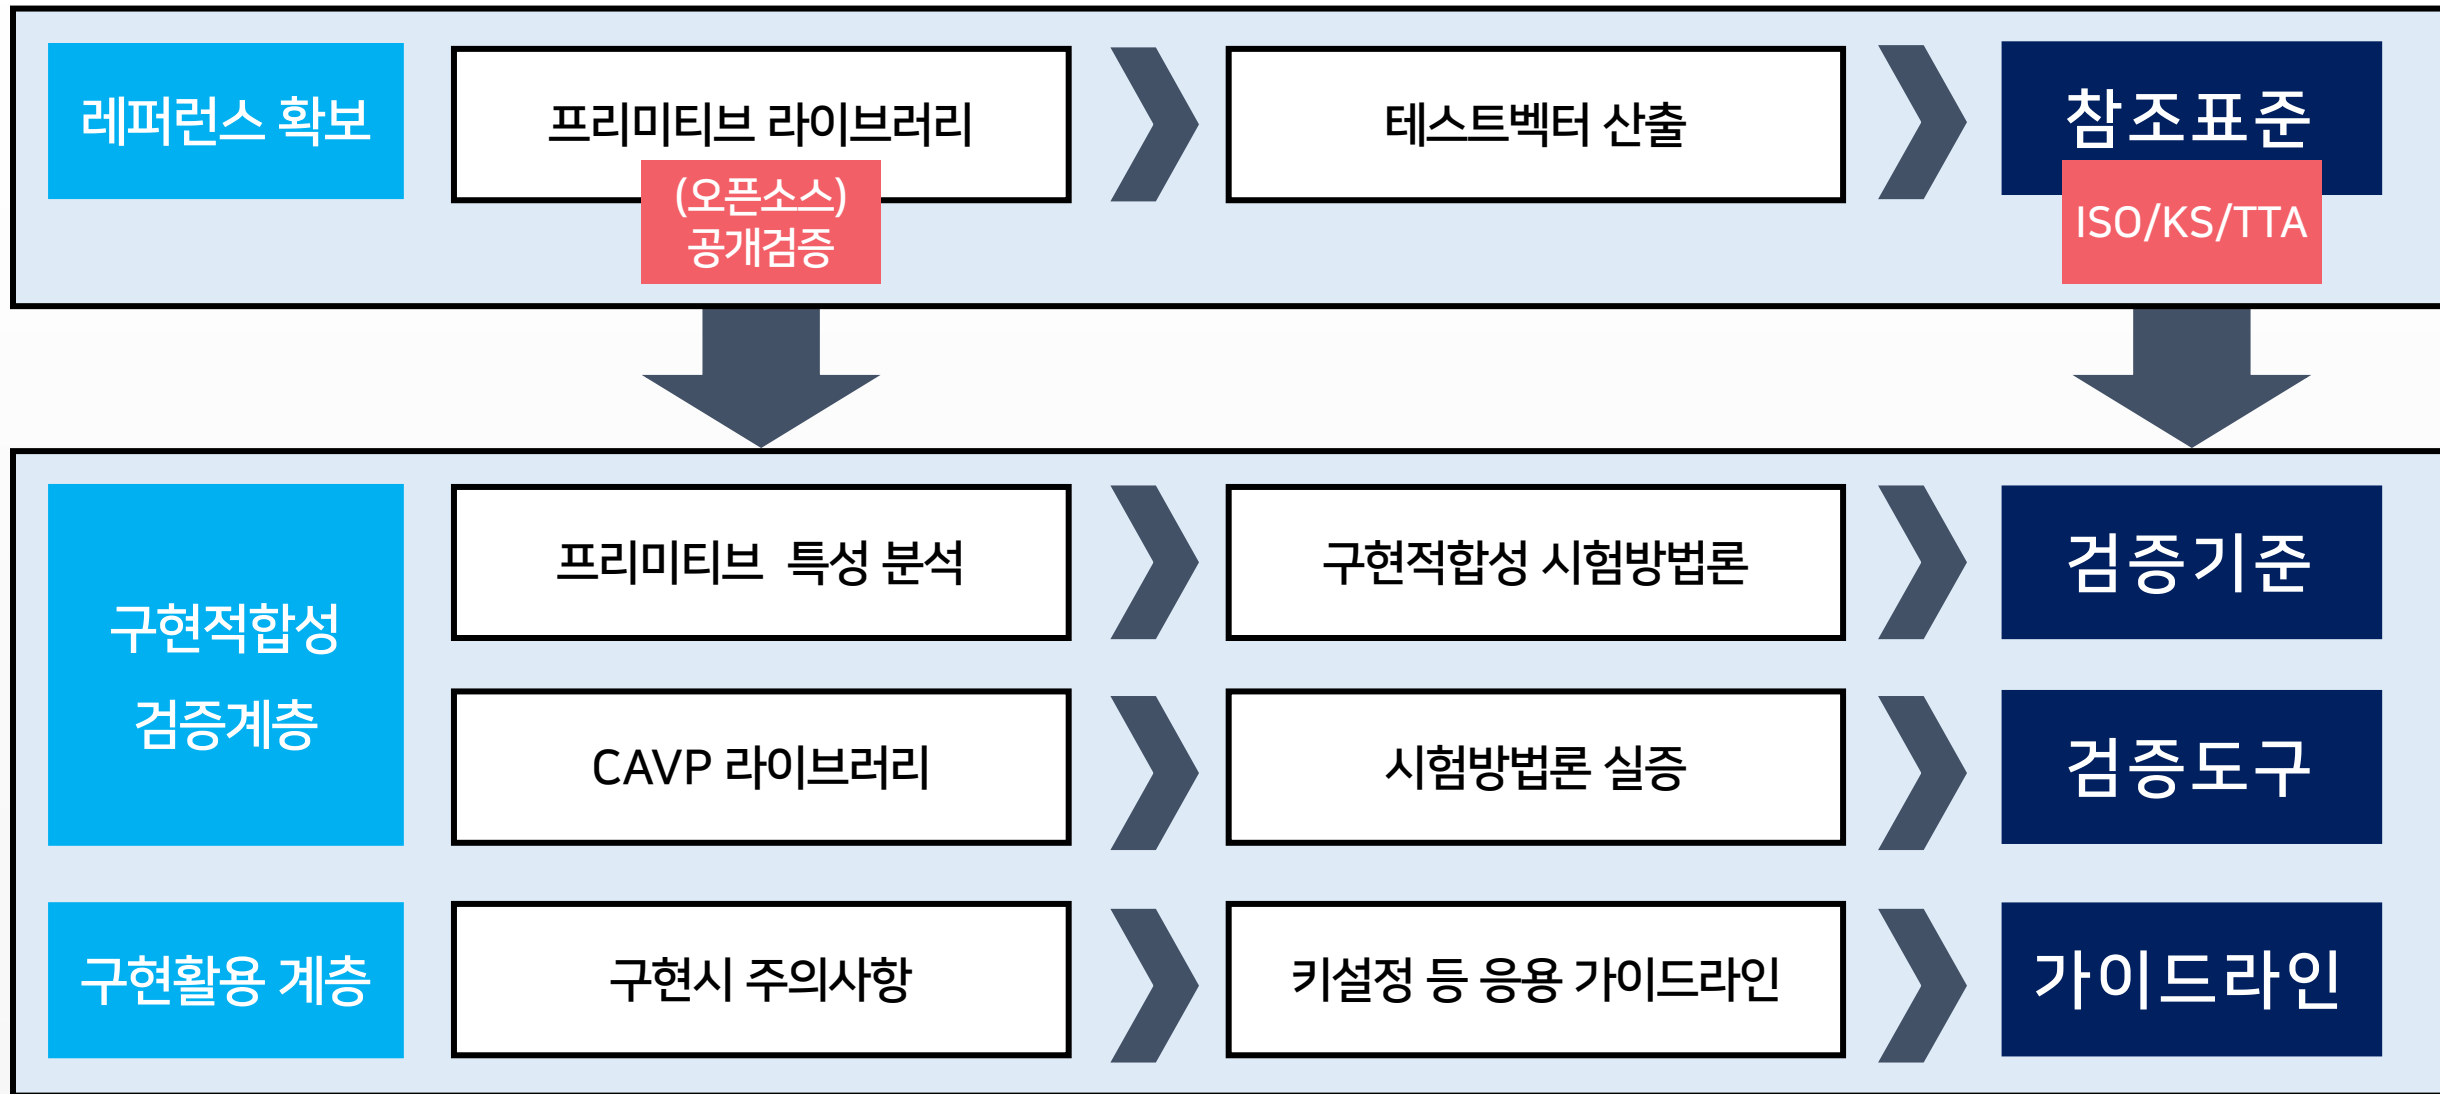 레퍼런스 확보
프리미티브 라이브러리
(오픈소스)
공개검증
테스트벡터 산출
참조표준
ISO/KS/TTA
구현적합성
검증계층
프리미티브 특성 분석
구현적합성 시험방법론
검증기준
CAVP 라이브러리
시험방법론 실증
검증도구
구현활용 계층
구현시 주의사항
키설정 등 응용 가이드라인
가이드라인